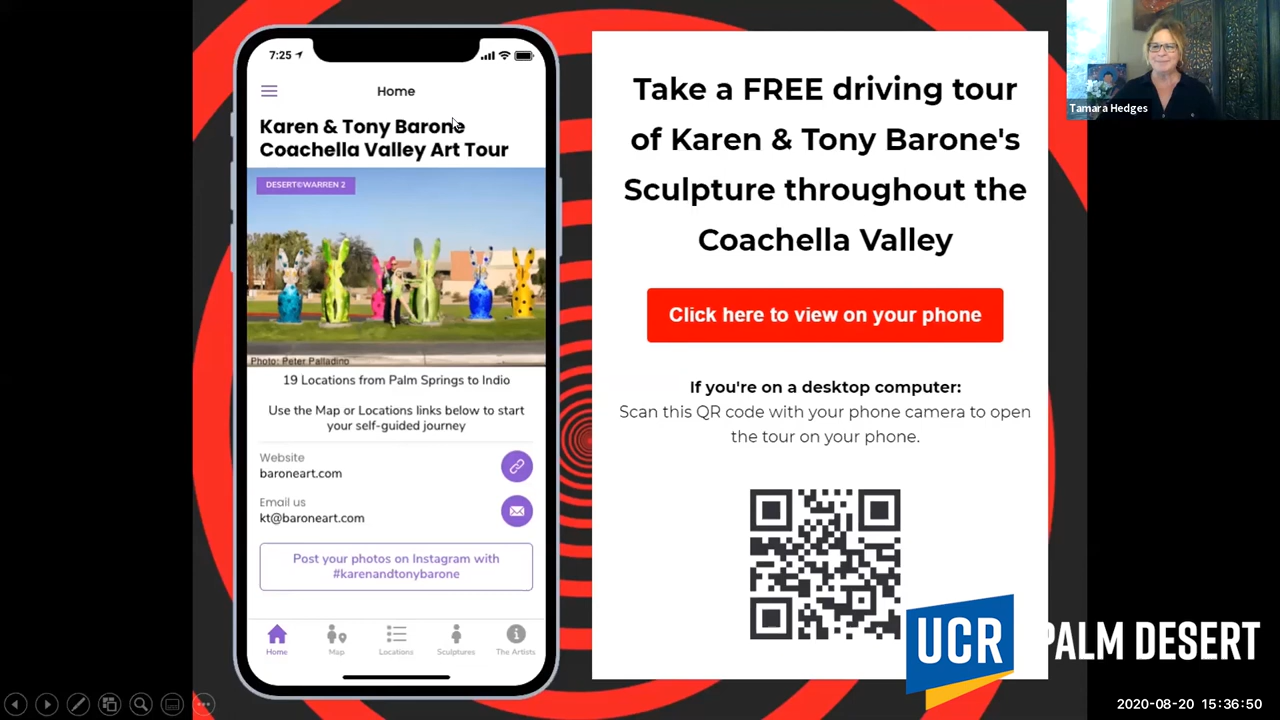 7:25
Home
Karen & Tony Barone
Coachella Valley Art Tour
DESERT©WARREN 2
Photo: Peter Palladino
19 Locations from Palm Springs to Indio
Use the Map or Locations links below to start
your self-guided journey
Website
baroneart.com
Email us
kt@baroneart.com
Post your photos on Instagram with
#karenandtonybarone
Home
Map
Locations
Sculptures
The Artists
Take a FREE driving tour
of Karen & Tony Barone's
Sculpture throughout the
Coachella Valley
Click here to view on your phone
If you're on a desktop computer:
Scan this QR code with your phone camera to open
the tour on your phone.
Tamara Hedges
UCR PALM DESERT
2020-08-20 15:36:50